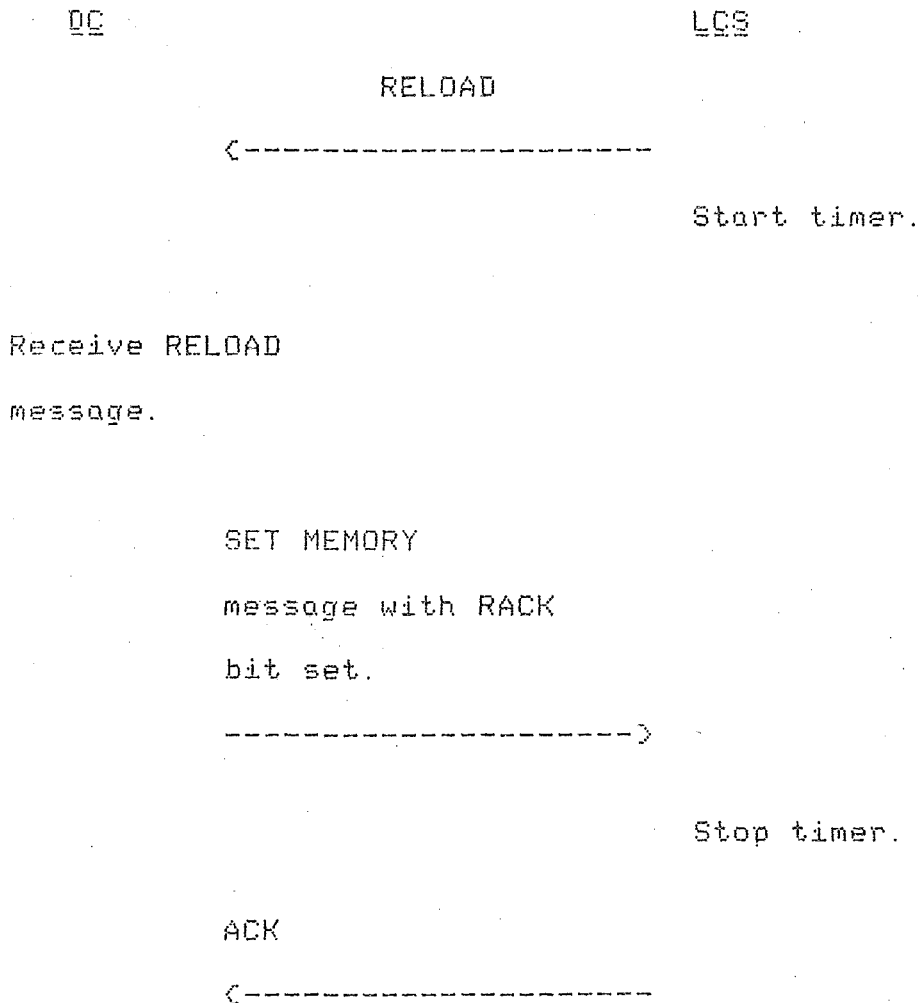 DC LCS
RELOAD
<---------------------
Start timer.
Receive RELOAD
message.
SET MEMORY
message with RACK
bit set.
--------------------->
Stop timer.
ACK
<---------------------